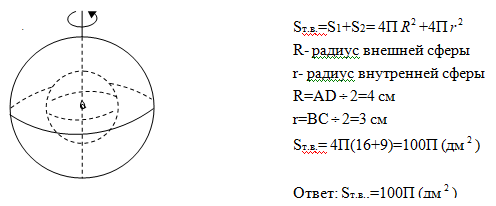 Sт.в.=S1+S2= 4П R² +4П r²
R- радиус внешней сферы
r- радиус внутренней сферы
R=AD÷2=4 см
r=BC÷2=3 см
Sт.в.= 4П(16+9)=100П (дм²)
Ответ: Sт.в..=100П (дм²)